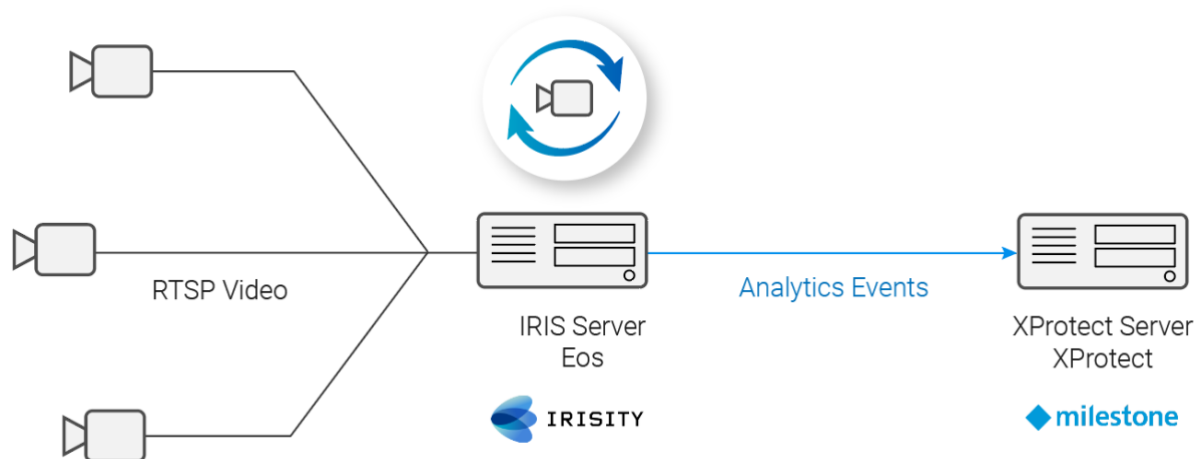 RTSP Video
Analytics Events
IRIS Server
Eos
IRISITY
XProtect Server
XProtect
milestone